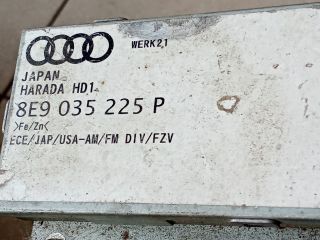 WERK21
JAPAN
HARADA HD1
8E9 035 225 P
>Fe/Zn<
ECE/JAP/USA-AM/FM DIV/FZV